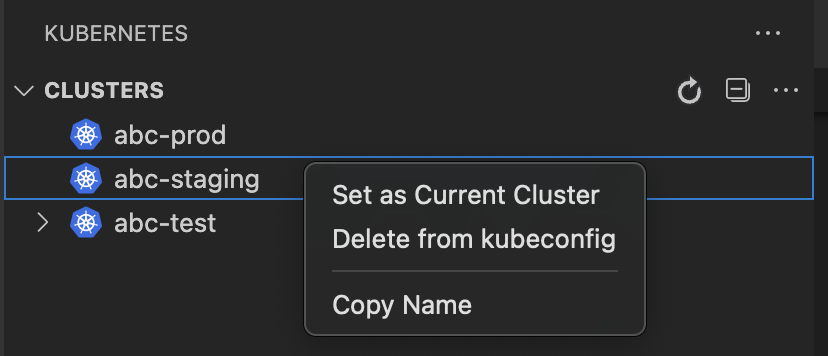 KUBERNETES
CLUSTERS
abc-prod
abc-staging
abc-test
Set as Current Cluster
Delete from kubeconfig
Copy Name